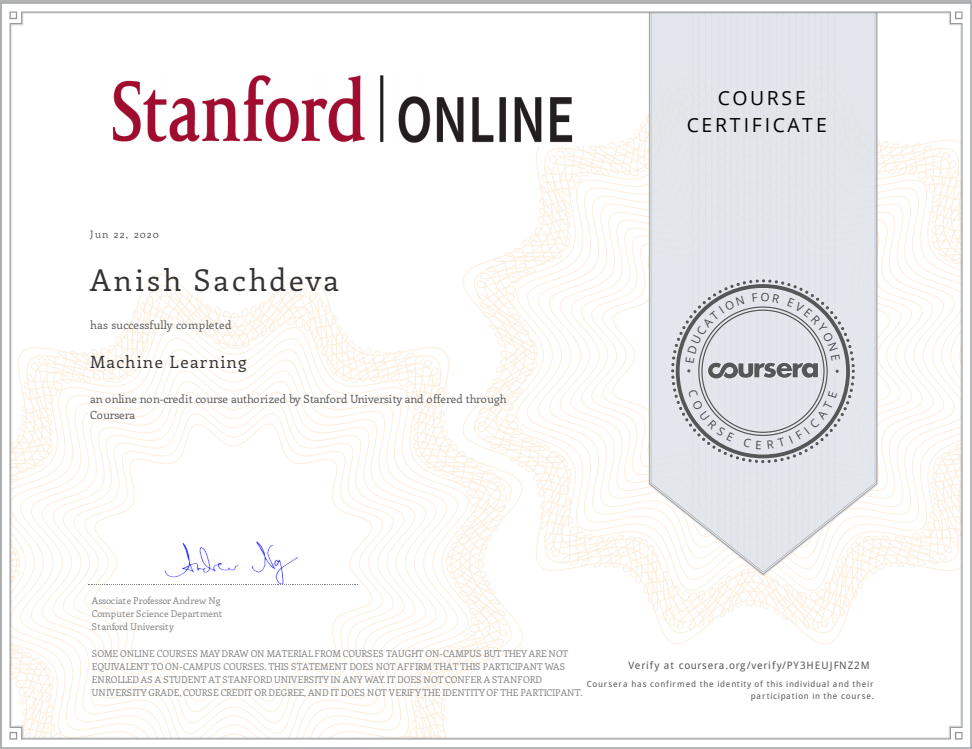 Stanford | ONLINE
COURSE
CERTIFICATE
Jun 22, 2020
Anish Sachdeva
has successfully completed
Machine Learning
an online non-credit course authorized by Stanford University and offered through
Coursera
EDUCATION FOR EVERYONE
coursera
COURSE CERTIFICATE
Andrew Ng
Associate Professor Andrew Ng
Computer Science Department
Stanford University
SOME ONLINE COURSES MAY DRAW ON MATERIAL FROM COURSES TAUGHT ON-CAMPUS BUT THEY ARE NOT
EQUIVALENT TO ON-CAMPUS COURSES. THIS STATEMENT DOES NOT AFFIRM THAT THIS PARTICIPANT WAS
ENROLLED AS A STUDENT AT STANFORD UNIVERSITY IN ANY WAY. IT DOES NOT CONFER A STANFORD
UNIVERSITY GRADE, COURSE CREDIT OR DEGREE, AND IT DOES NOT VERIFY THE IDENTITY OF THE PARTICIPANT.
Verify at coursera.org/verify/PY3HEUJFNZ2M
Coursera has confirmed the identity of this individual and their
participation in the course.